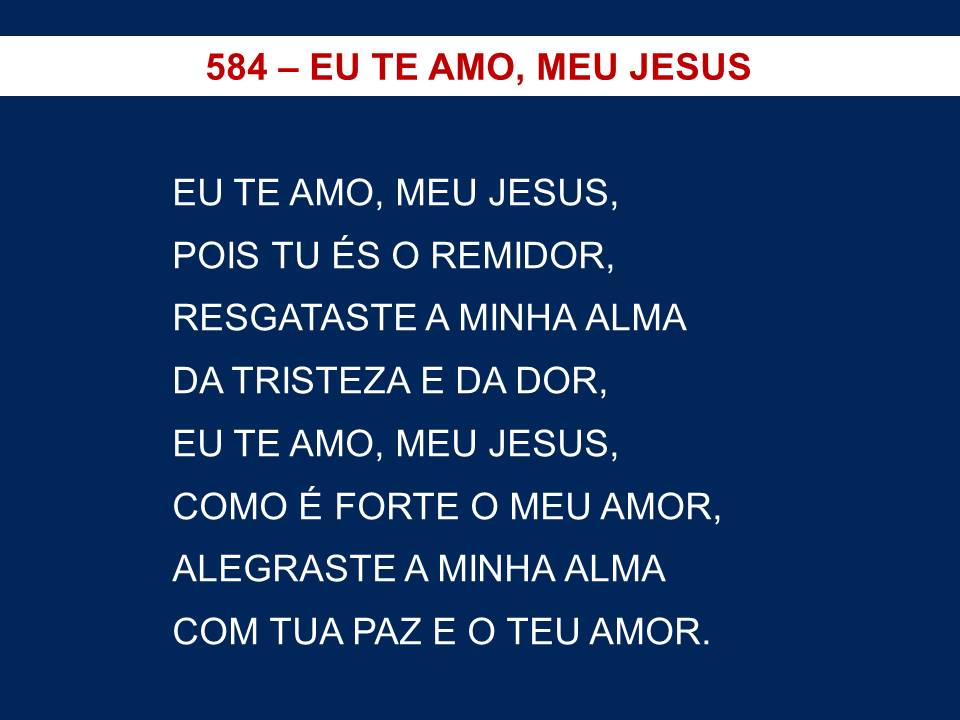 584 – EU TE AMO, MEU JESUS
EU TE AMO, MEU JESUS,
POIS TU ÉS O REMIDOR,
RESGATASTE A MINHA ALMA
DA TRISTEZA E DA DOR,
EU TE AMO, MEU JESUS,
COMO É FORTE O MEU AMOR,
ALEGRASTE A MINHA ALMA
COM TUA PAZ E O TEU AMOR.